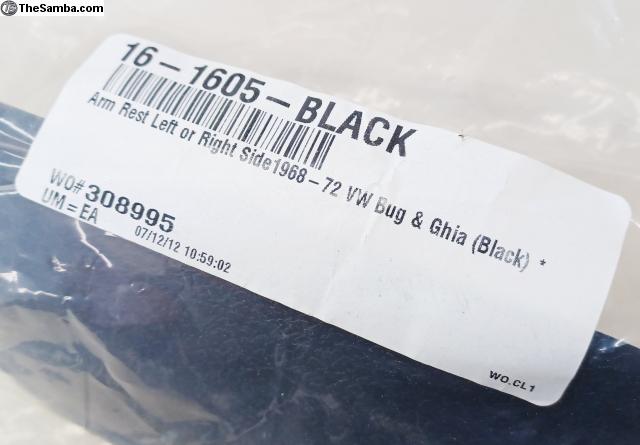 TheSamba.com
16-1605-BLACK
Arm Rest Left or Right Side1968-72 VW Bug & Ghia (Black) *
WO#308995
UM=EA
07/12/12 10:59:02
WO.CL1